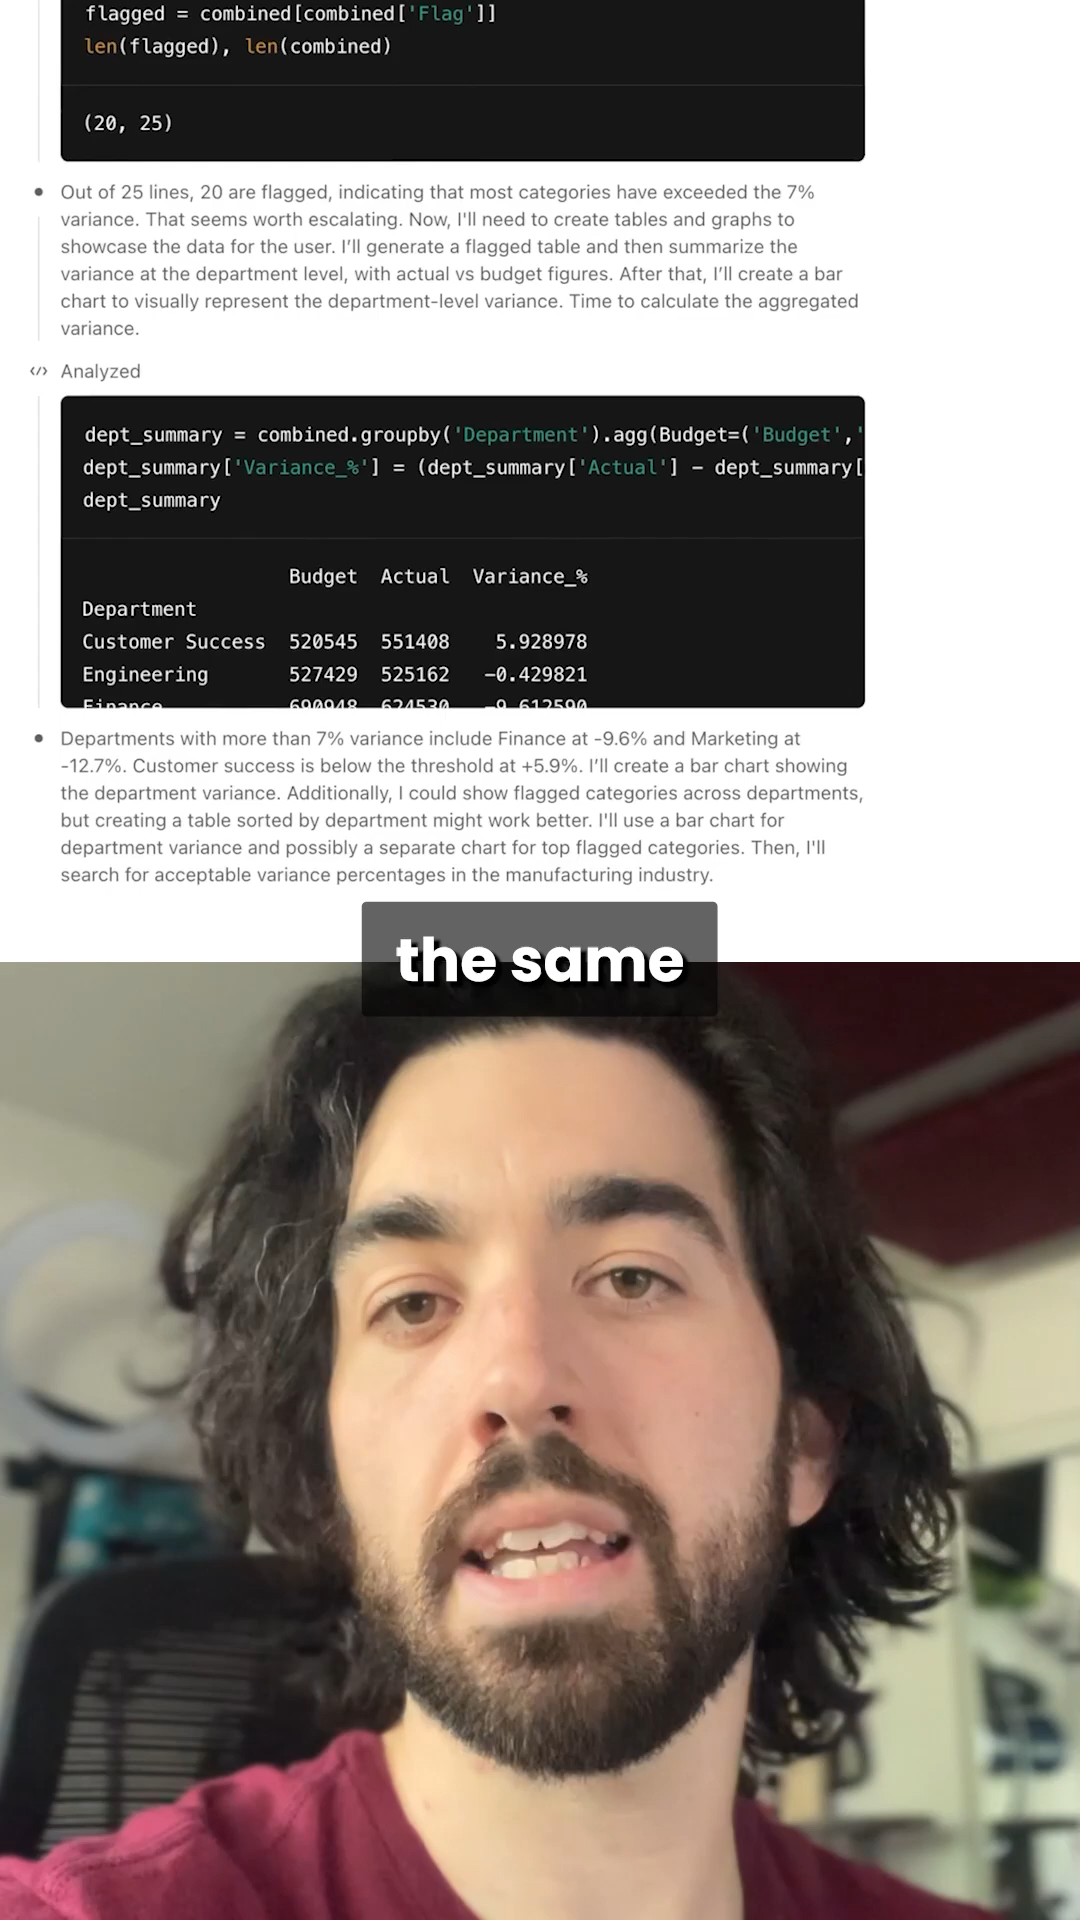 flagged = combined[combined['Flag']]
len(flagged), len(combined)
(20, 25)
Out of 25 lines, 20 are flagged, indicating that most categories have exceeded the 7%
variance. That seems worth escalating. Now, I'll need to create tables and graphs to
showcase the data for the user. I’ll generate a flagged table and then summarize the
variance at the department level, with actual vs budget figures. After that, I’ll create a bar
chart to visually represent the department-level variance. Time to calculate the aggregated
variance.
Analyzed
dept_summary = combined.groupby('Department').agg(Budget=('Budget','
dept_summary['Variance_%'] = (dept_summary['Actual'] - dept_summary[
dept_summary
Budget Actual Variance_%
Department
Customer Success 520545 551408 5.928978
Engineering 527429 525162 -0.429821
Finance 690948 624530 -9.612590
Departments with more than 7% variance include Finance at -9.6% and Marketing at
-12.7%. Customer success is below the threshold at +5.9%. I’ll create a bar chart showing
the department variance. Additionally, I could show flagged categories across departments,
but creating a table sorted by department might work better. I'll use a bar chart for
department variance and possibly a separate chart for top flagged categories. Then, I'll
search for acceptable variance percentages in the manufacturing industry.
the same